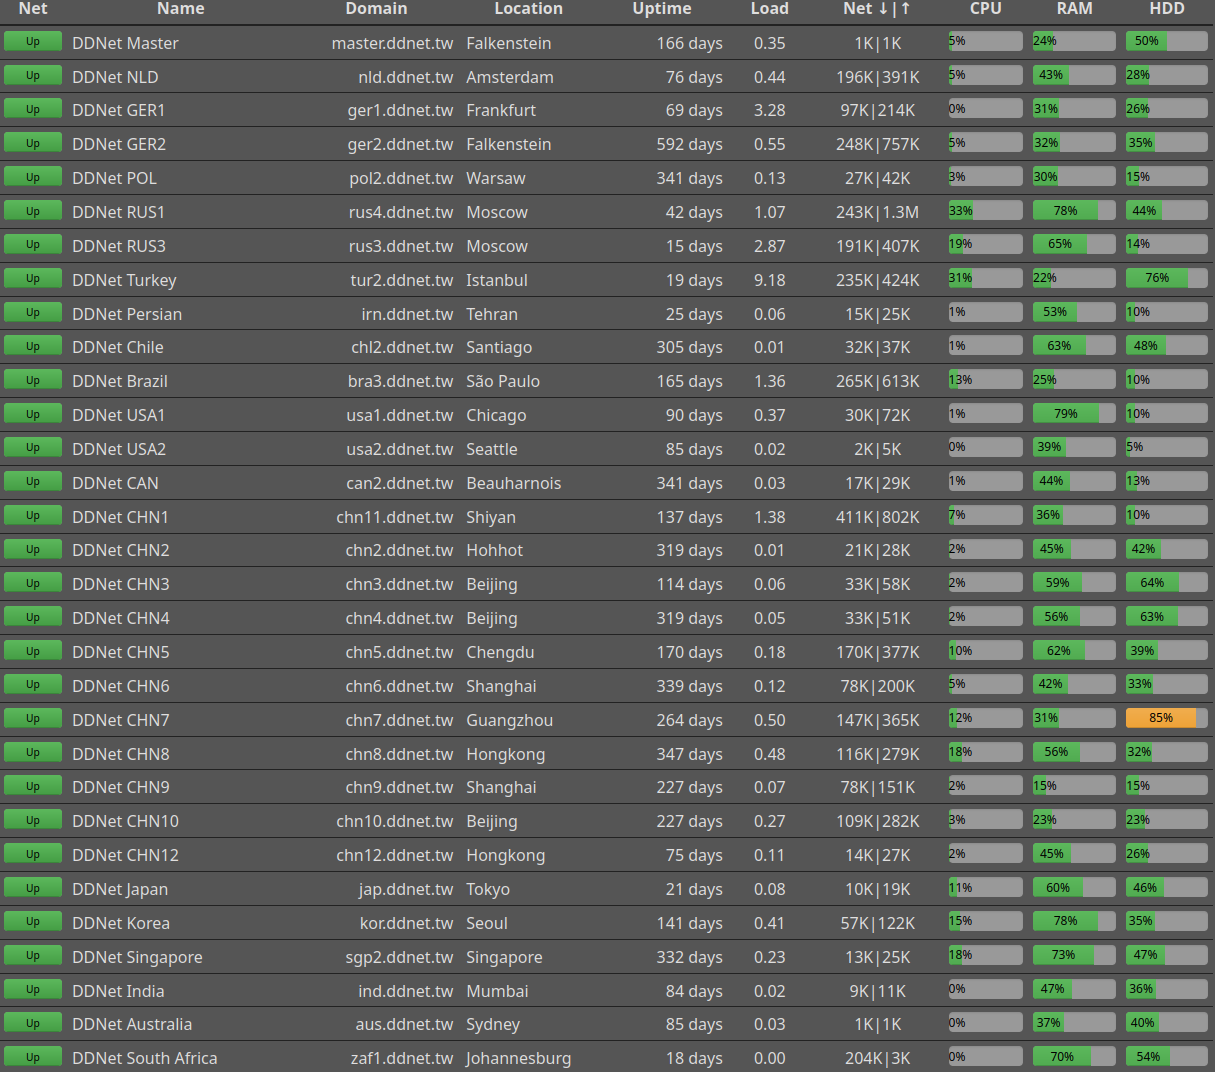 Net Name Domain Location Uptime Load Net ↓|↑ CPU RAM HDD
Up DDNet Master master.ddnet.tw Falkenstein 166 days 0.35 1K|1K 5% 24% 50%
Up DDNet NLD nld.ddnet.tw Amsterdam 76 days 0.44 196K|391K 5% 43% 28%
Up DDNet GER1 ger1.ddnet.tw Frankfurt 69 days 3.28 97K|214K 0% 31% 26%
Up DDNet GER2 ger2.ddnet.tw Falkenstein 592 days 0.55 248K|757K 5% 32% 35%
Up DDNet POL pol2.ddnet.tw Warsaw 341 days 0.13 27K|42K 3% 30% 15%
Up DDNet RUS1 rus4.ddnet.tw Moscow 42 days 1.07 243K|1.3M 33% 78% 44%
Up DDNet RUS3 rus3.ddnet.tw Moscow 15 days 2.87 191K|407K 19% 65% 14%
Up DDNet Turkey tur2.ddnet.tw Istanbul 19 days 9.18 235K|424K 31% 22% 76%
Up DDNet Persian irn.ddnet.tw Tehran 25 days 0.06 15K|25K 1% 53% 10%
Up DDNet Chile chl2.ddnet.tw Santiago 305 days 0.01 32K|37K 1% 63% 48%
Up DDNet Brazil bra3.ddnet.tw São Paulo 165 days 1.36 265K|613K 13% 25% 10%
Up DDNet USA1 usa1.ddnet.tw Chicago 90 days 0.37 30K|72K 1% 79% 10%
Up DDNet USA2 usa2.ddnet.tw Seattle 85 days 0.02 2K|5K 0% 39% 5%
Up DDNet CAN can2.ddnet.tw Beauharnois 341 days 0.03 17K|29K 1% 44% 13%
Up DDNet CHN1 chn11.ddnet.tw Shiyan 137 days 1.38 411K|802K 7% 36% 10%
Up DDNet CHN2 chn2.ddnet.tw Hohhot 319 days 0.01 21K|28K 2% 45% 42%
Up DDNet CHN3 chn3.ddnet.tw Beijing 114 days 0.06 33K|58K 2% 59% 64%
Up DDNet CHN4 chn4.ddnet.tw Beijing 319 days 0.05 33K|51K 2% 56% 63%
Up DDNet CHN5 chn5.ddnet.tw Chengdu 170 days 0.18 170K|377K 10% 62% 39%
Up DDNet CHN6 chn6.ddnet.tw Shanghai 339 days 0.12 78K|200K 5% 42% 33%
Up DDNet CHN7 chn7.ddnet.tw Guangzhou 264 days 0.50 147K|365K 12% 31% 85%
Up DDNet CHN8 chn8.ddnet.tw Hongkong 347 days 0.48 116K|279K 18% 56% 32%
Up DDNet CHN9 chn9.ddnet.tw Shanghai 227 days 0.07 78K|151K 2% 15% 15%
Up DDNet CHN10 chn10.ddnet.tw Beijing 227 days 0.27 109K|282K 3% 23% 23%
Up DDNet CHN12 chn12.ddnet.tw Hongkong 75 days 0.11 14K|27K 2% 45% 26%
Up DDNet Japan jap.ddnet.tw Tokyo 21 days 0.08 10K|19K 11% 60% 46%
Up DDNet Korea kor.ddnet.tw Seoul 141 days 0.41 57K|122K 15% 78% 35%
Up DDNet Singapore sgp2.ddnet.tw Singapore 332 days 0.23 13K|25K 18% 73% 47%
Up DDNet India ind.ddnet.tw Mumbai 84 days 0.02 9K|11K 0% 47% 36%
Up DDNet Australia aus.ddnet.tw Sydney 85 days 0.03 1K|1K 0% 37% 40%
Up DDNet South Africa zaf1.ddnet.tw Johannesburg 18 days 0.00 204K|3K 0% 70% 54%